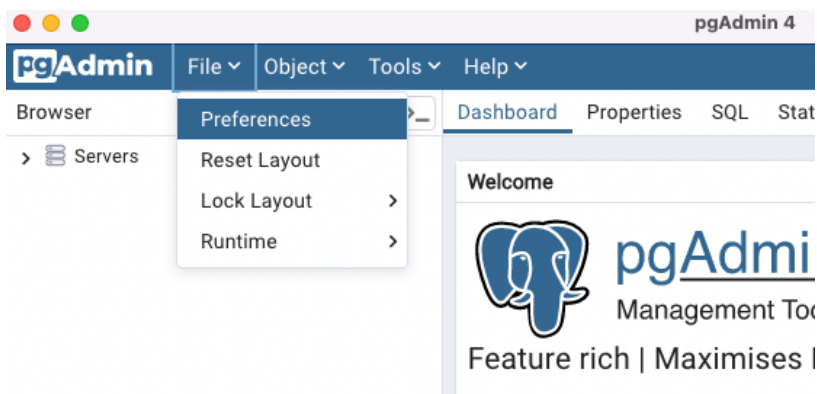 pgAdmin 4
pgAdmin File Object Tools Help
Browser
Preferences
Reset Layout
Lock Layout
Runtime
Servers
Dashboard Properties SQL Stat
Welcome
pgAdmi
Management Too
Feature rich | Maximises